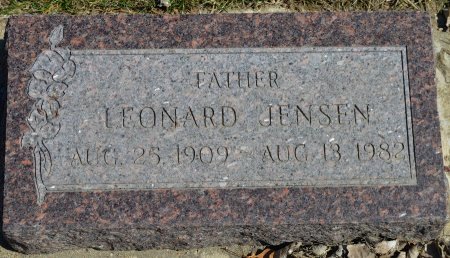 FATHER
LEONARD JENSEN
AUG. 25, 1909 - AUG. 13, 1982